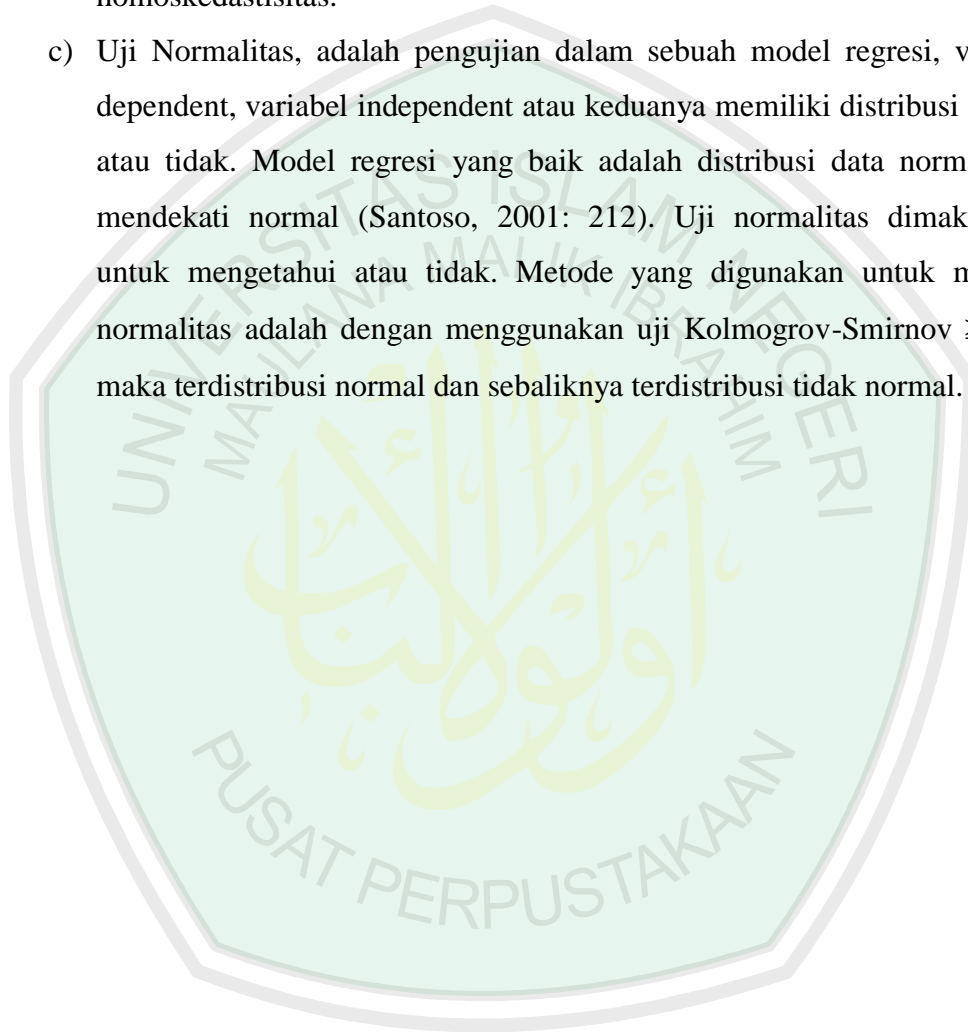 homoskedastisitas.
c) Uji Normalitas, adalah pengujian dalam sebuah model regresi,
dependent, variabel independent atau keduanya memiliki distribusi
atau tidak. Model regresi yang baik adalah distribusi data
mendekati normal (Santoso, 2001: 212). Uji normalitas
untuk mengetahui atau tidak. Metode yang digunakan untuk
normalitas adalah dengan menggunakan uji Kolmogrov-Smirnov
maka terdistribusi normal dan sebaliknya terdistribusi tidak normal.
UNIVERSITAS ISLAM NEGERI
MAULANA MALIK IBRAHIM
PUSAT PERPUSTAKAAN